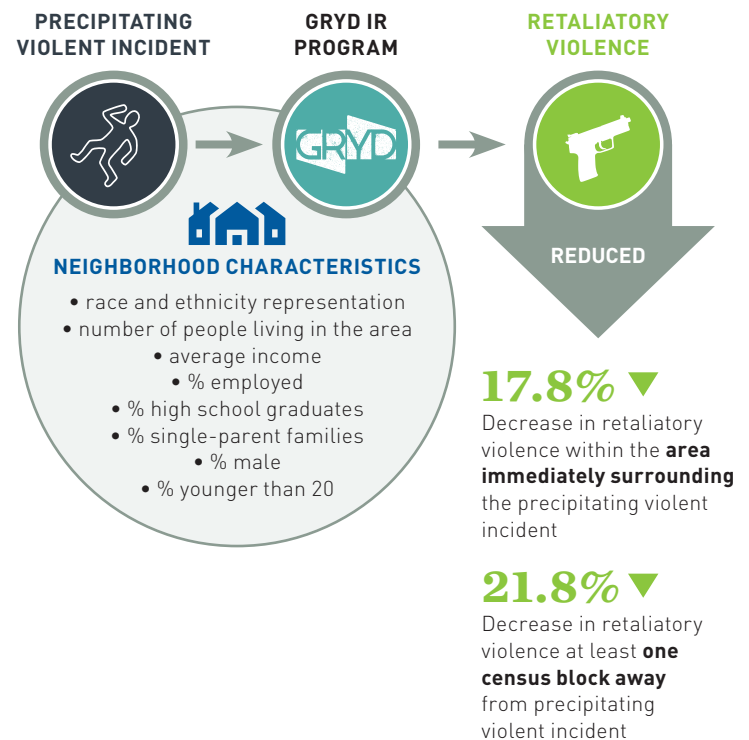 PRECIPITATING
VIOLENT INCIDENT
GRYD IR
PROGRAM
RETALIATORY
VIOLENCE
GRYD
REDUCED
NEIGHBORHOOD CHARACTERISTICS
• race and ethnicity representation
• number of people living in the area
• average income
• % employed
• % high school graduates
• % single-parent families
• % male
• % younger than 20
17.8% ▼
Decrease in retaliatory
violence within the area
immediately surrounding
the precipitating violent
incident
21.8% ▼
Decrease in retaliatory
violence at least one
census block away
from precipitating
violent incident